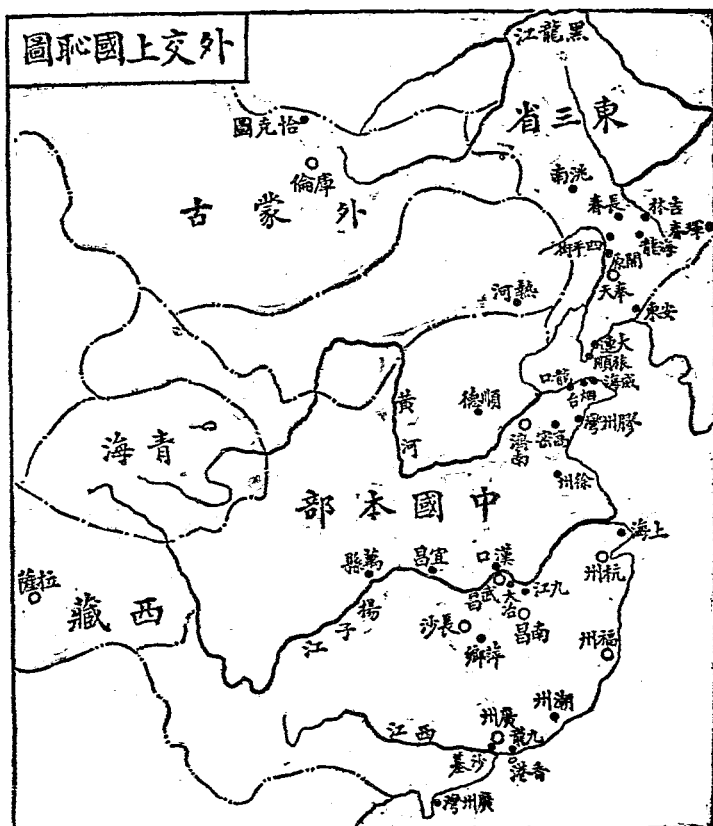 外交上國恥圖
黑龍江
東三省
恰克圖
庫倫
外蒙古
洮南
長春
吉林
琿春
海龍
四平街
開原
奉天
安東
熱河
大連
旅順
威海
烟台
龍口
膠州灣
高密
濟南
順德
黃河
青海
徐州
中國本部
上海
杭州
漢口
武昌
大冶
九江
南昌
宜昌
萬縣
揚子江
拉薩
西藏
長沙
萍鄉
福州
潮州
廣州
九龍
西江
沙基
香港
廣州灣